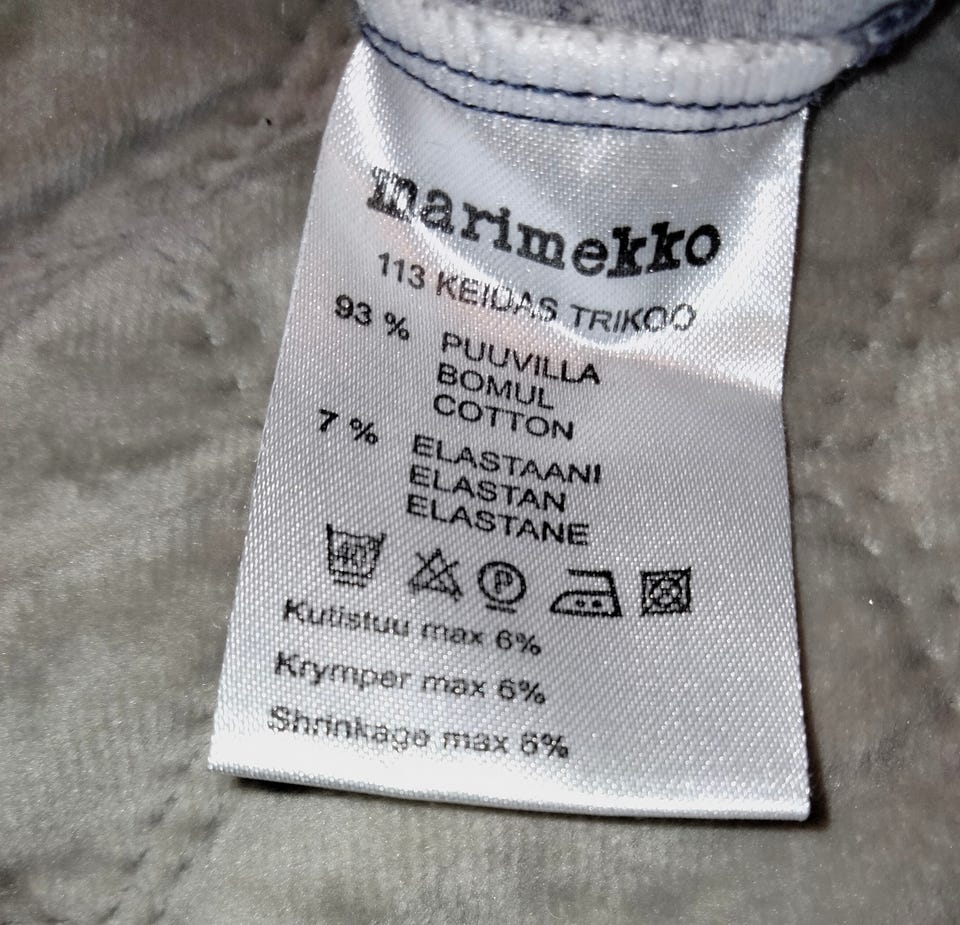 marimekko
113 KEIDAS TRIKOO
93 % PUUVILLA
BOMUL
COTTON
7 % ELASTAANI
ELASTAN
ELASTANE
40 P
Kutistuu max 6%
Krymper max 6%
Shrinkage max 6%